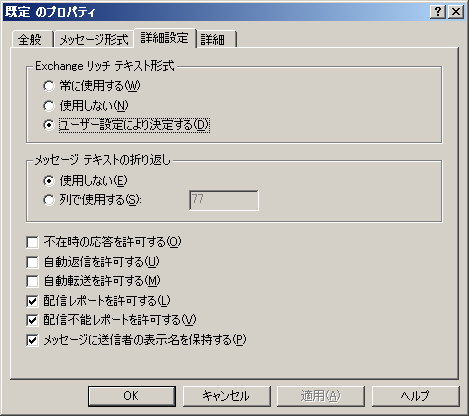 既定 のプロパティ
全般 メッセージ形式 詳細設定 詳細
Exchange リッチ テキスト形式
常に使用する(W)
使用しない(N)
ユーザー設定により決定する(D)
メッセージ テキストの折り返し
使用しない(E)
列で使用する(S): 77
不在時の応答を許可する(O)
自動返信を許可する(U)
自動転送を許可する(M)
配信レポートを許可する(L)
配信不能レポートを許可する(V)
メッセージに送信者の表示名を保持する(P)
OK キャンセル 適用(A) ヘルプ